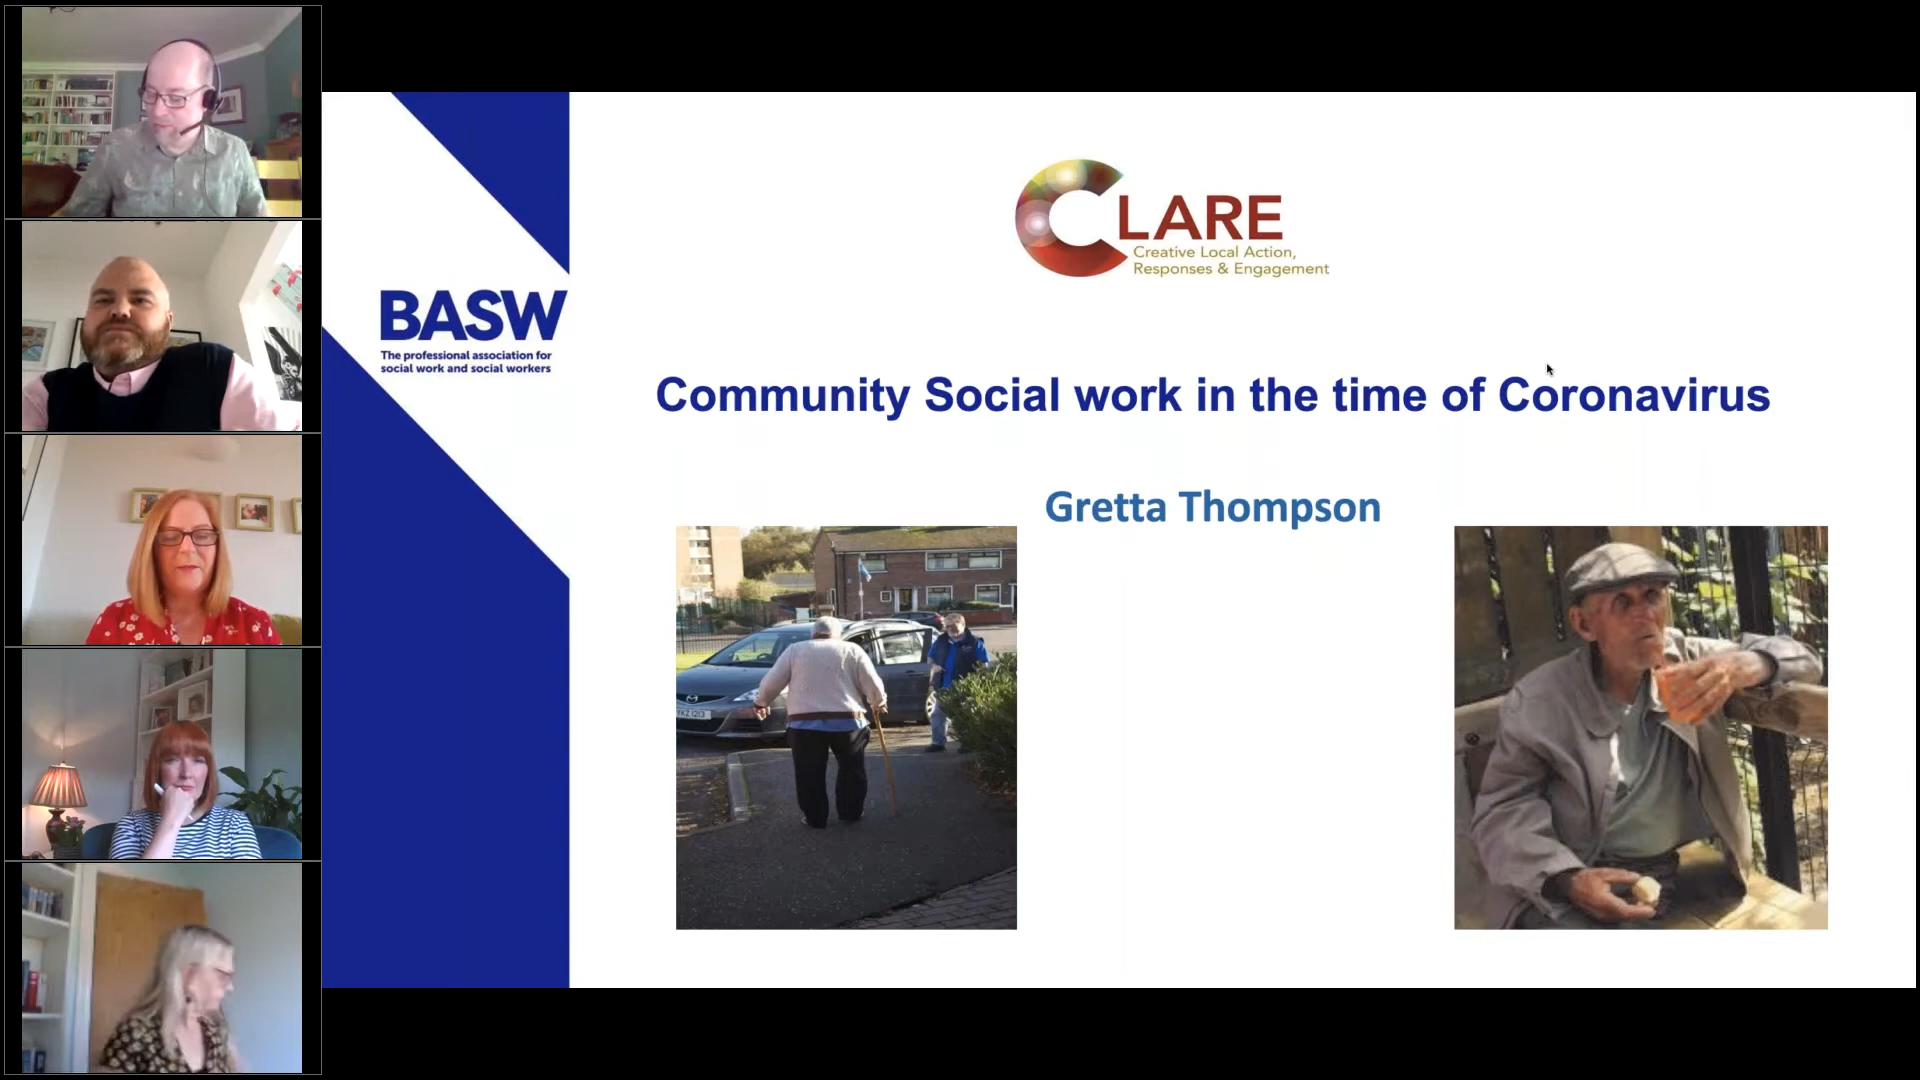 CLARE
Creative Local Action,
Responses & Engagement
BASW
The professional association for
social work and social workers
Community Social work in the time of Coronavirus
Gretta Thompson